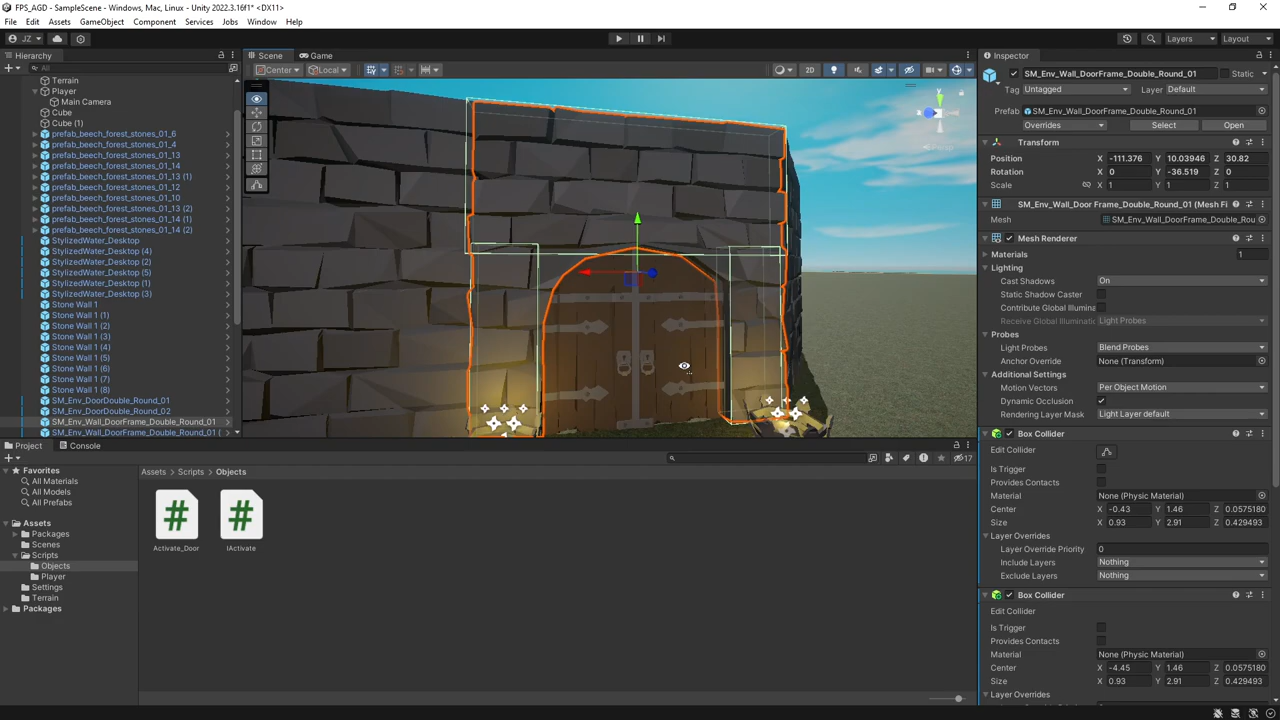 FPS_AGD - SampleScene - Windows, Mac, Linux - Unity 2022.3.16f1* <DX11>
File Edit Assets GameObject Component Services Jobs Window Help
JZ Layers Layout
Hierarchy
All
Terrain
Player
Main Camera
Cube
Cube (1)
prefab_beech_forest_stones_01_6
prefab_beech_forest_stones_01_4
prefab_beech_forest_stones_01_13
prefab_beech_forest_stones_01_14
prefab_beech_forest_stones_01_13 (1)
prefab_beech_forest_stones_01_12
prefab_beech_forest_stones_01_10
prefab_beech_forest_stones_01_13 (2)
prefab_beech_forest_stones_01_14 (1)
prefab_beech_forest_stones_01_14 (2)
StylizedWater_Desktop
StylizedWater_Desktop (4)
StylizedWater_Desktop (2)
StylizedWater_Desktop (5)
StylizedWater_Desktop (1)
StylizedWater_Desktop (3)
Stone Wall 1
Stone Wall 1 (1)
Stone Wall 1 (2)
Stone Wall 1 (3)
Stone Wall 1 (4)
Stone Wall 1 (5)
Stone Wall 1 (6)
Stone Wall 1 (7)
Stone Wall 1 (8)
SM_Env_DoorDouble_Round_01
SM_Env_DoorDouble_Round_02
SM_Env_Wall_DoorFrame_Double_Round_01
SM_Env_Wall_DoorFrame_Double_Round_01 (
Scene Game
Center Local 2D
Persp
Inspector
SM_Env_Wall_DoorFrame_Double_Round_01 Static
Tag Untagged Layer Default
Prefab SM_Env_Wall_DoorFrame_Double_Round_01
Overrides Select Open
Transform
Position X -111.376 Y 10.03946 Z 30.82
Rotation X 0 Y -36.519 Z 0
Scale X 1 Y 1 Z 1
SM_Env_Wall_Door Frame_Double_Round_01 (Mesh Fi
Mesh SM_Env_Wall_DoorFrame_Double_Rou
Mesh Renderer
Materials 1
Lighting
Cast Shadows On
Static Shadow Caster
Contribute Global Illumina
Receive Global Illuminatic Light Probes
Probes
Light Probes Blend Probes
Anchor Override None (Transform)
Additional Settings
Motion Vectors Per Object Motion
Dynamic Occlusion
Rendering Layer Mask Light Layer default
Box Collider
Edit Collider
Is Trigger
Provides Contacts
Material None (Physic Material)
Center X -0.43 Y 1.46 Z 0.0575180
Size X 0.93 Y 2.91 Z 0.429493
Layer Overrides
Layer Override Priority 0
Include Layers Nothing
Exclude Layers Nothing
Box Collider
Edit Collider
Is Trigger
Provides Contacts
Material None (Physic Material)
Center X -4.45 Y 1.46 Z 0.0575180
Size X 0.93 Y 2.91 Z 0.429493
Layer Overrides
Project Console
17
Favorites
All Materials
All Models
All Prefabs
Assets
Packages
Scenes
Scripts
Objects
Player
Settings
Terrain
Packages
Assets > Scripts > Objects
Activate_Door
IActivate